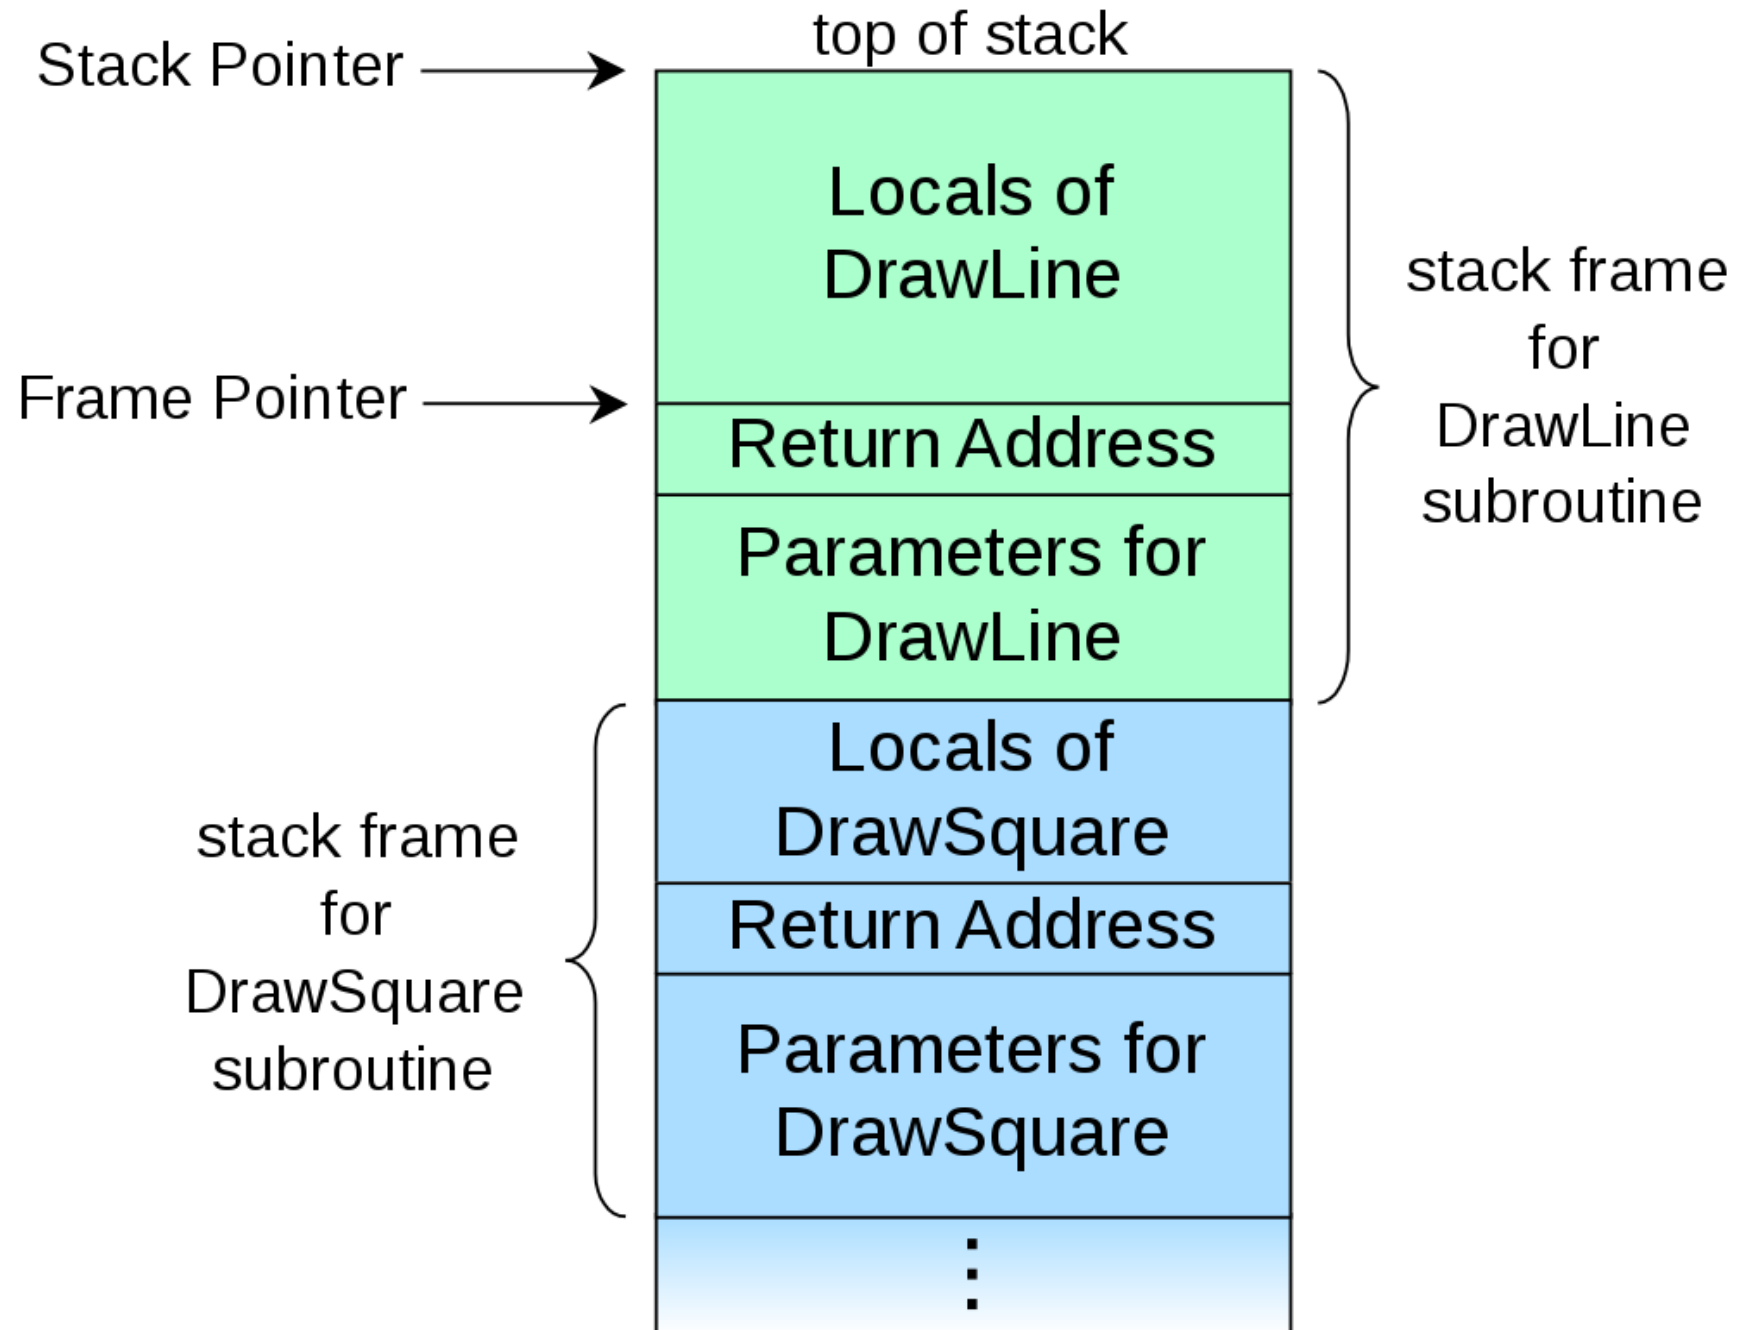 top of stack
Stack Pointer
Locals of
DrawLine
Frame Pointer
Return Address
Parameters for
DrawLine
stack frame
for
DrawLine
subroutine
Locals of
DrawSquare
Return Address
Parameters for
DrawSquare
stack frame
for
DrawSquare
subroutine
⋮